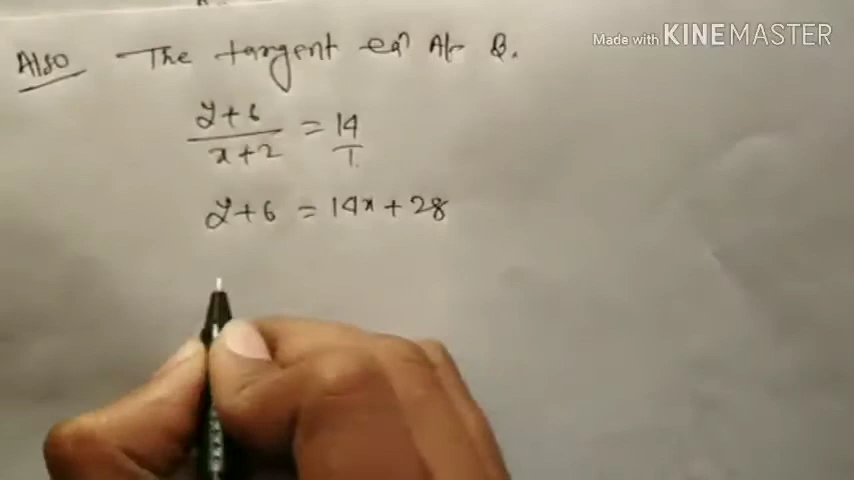 Made with KINEMASTER
Also The tangent eqn At B.
y+6 / x+2 = 14 / 1
y+6 = 14x+28